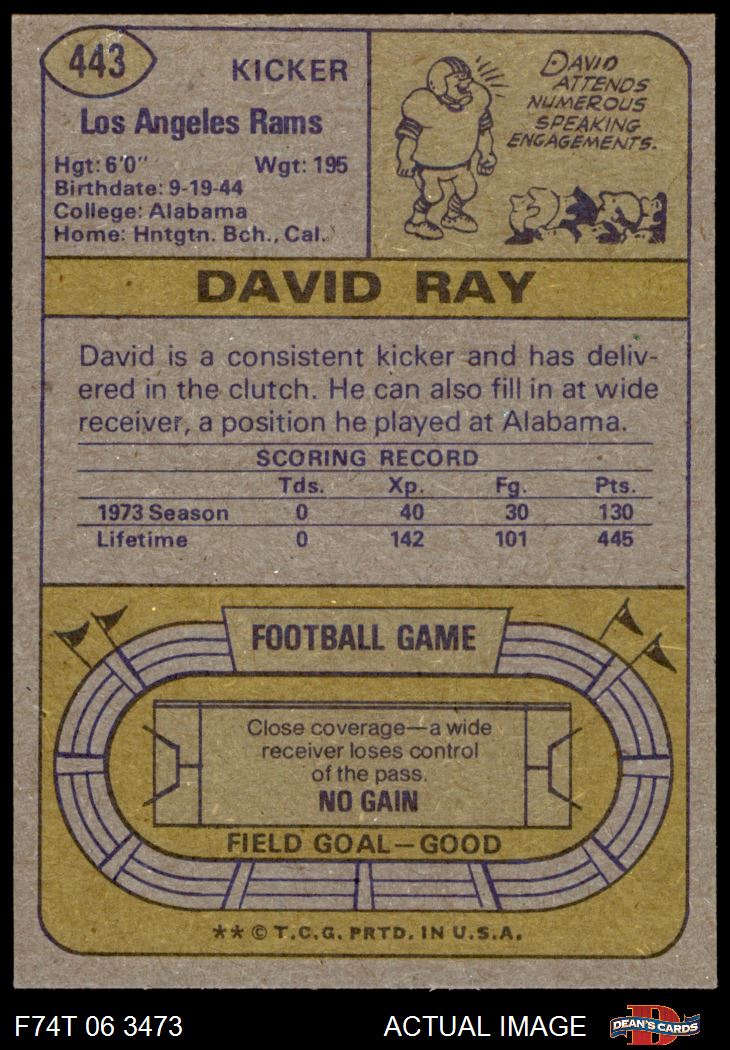 443
KICKER
Los Angeles Rams
Hgt: 6'0" Wgt: 195
Birthdate: 9-19-44
College: Alabama
Home: Hntgtn. Bch., Cal.
DAVID
ATTENDS
NUMEROUS
SPEAKING
ENGAGEMENTS.
DAVID RAY
David is a consistent kicker and has deliv-
ered in the clutch. He can also fill in at wide
receiver, a position he played at Alabama.
SCORING RECORD
Tds. Xp. Fg. Pts.
1973 Season 0 40 30 130
Lifetime 0 142 101 445
FOOTBALL GAME
Close coverage—a wide
receiver loses control
of the pass.
NO GAIN
FIELD GOAL—GOOD
** © T.C.G. PRTD. IN U.S.A.
F74T 06 3473 ACTUAL IMAGE
D
DEAN'S CARDS